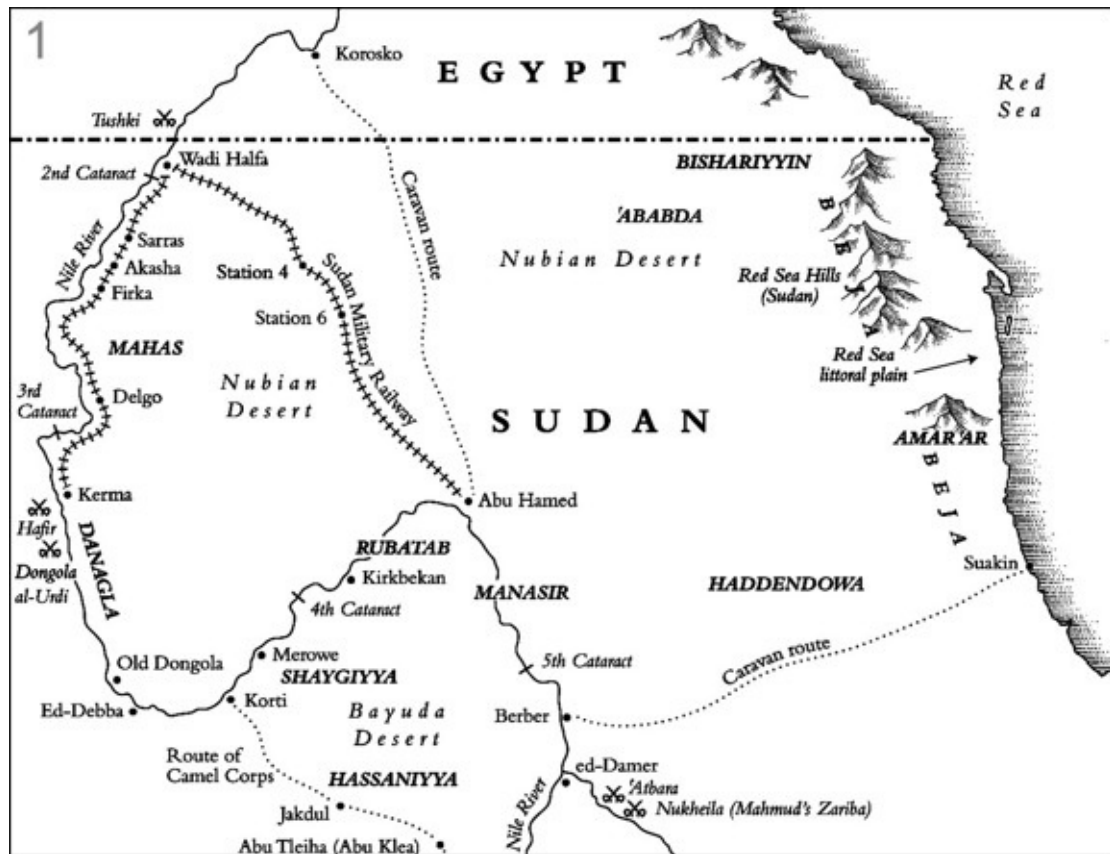 1
Korosko
EGYPT
Red
Sea
Tushki
Wadi Halfa
2nd Cataract
BISHARIYYIN
Caravan route
'ABABDA
Nubian Desert
BEJA
Nile River
Sarras
Akasha
Firka
Station 4
Station 6
Sudan Military Railway
Red Sea Hills
(Sudan)
Red Sea
littoral plain
MAHAS
Nubian
Desert
Delgo
3rd
Cataract
SUDAN
AMAR'AR
BEJA
Kerma
Abu Hamed
Hafir
Dongola
al-Urdi
DANAGLA
RUBATAB
Kirkbekan
4th Cataract
MANASIR
HADDENDOWA
Suakin
Caravan route
5th Cataract
Old Dongola
Merowe
SHAYGIYYA
Ed-Debba
Korti
Bayuda
Desert
Berber
Route of
Camel Corps
HASSANIYYA
ed-Damer
'Atbara
Nukheila (Mahmud's Zariba)
Jakdul
Nile River
Abu Tleiha (Abu Klea)